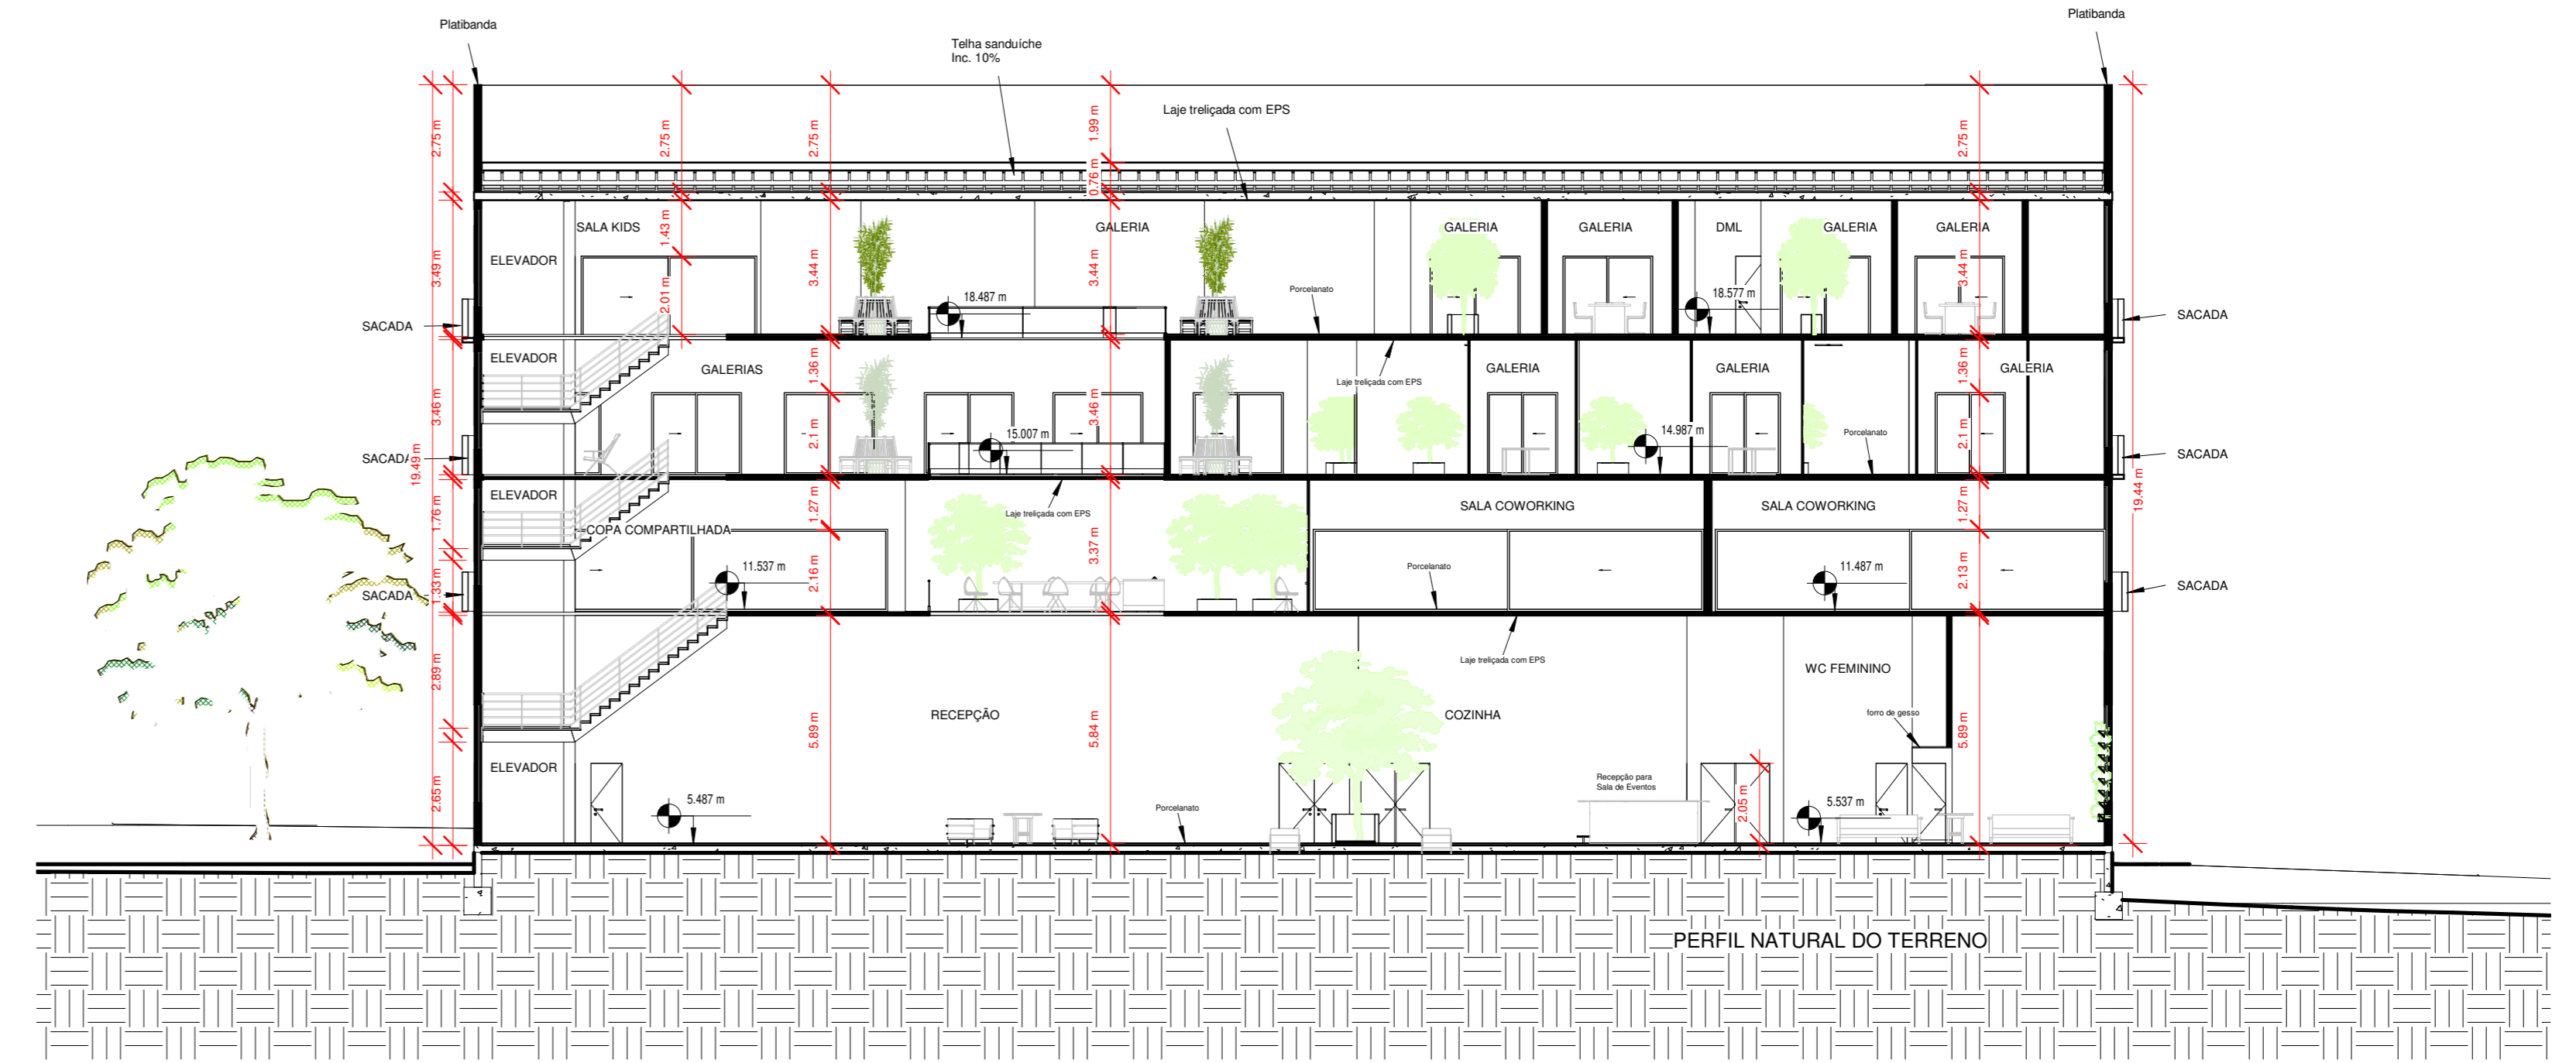 Platibanda
Platibanda
Telha sanduíche
Inc. 10%
Laje treliçada com EPS
2.75 m
2.75 m
2.75 m
1.99 m
0.76 m
2.75 m
SALA KIDS
GALERIA
GALERIA
GALERIA
DML
GALERIA
GALERIA
ELEVADOR
3.49 m
1.43 m
2.01 m
3.44 m
3.44 m
3.44 m
Porcelanato
18.487 m
18.577 m
SACADA
SACADA
ELEVADOR
GALERIAS
1.36 m
Laje treliçada com EPS
GALERIA
GALERIA
1.36 m
GALERIA
3.46 m
3.46 m
2.1 m
15.007 m
14.987 m
Porcelanato
2.1 m
SACADA
SACADA
19.49 m
19.44 m
ELEVADOR
1.76 m
COPA COMPARTILHADA
1.27 m
Laje treliçada com EPS
SALA COWORKING
SALA COWORKING
1.27 m
3.37 m
11.537 m
2.16 m
Porcelanato
11.487 m
2.13 m
1.33 m
SACADA
SACADA
2.89 m
Laje treliçada com EPS
WC FEMININO
RECEPÇÃO
COZINHA
forro de gesso
5.89 m
5.84 m
5.89 m
ELEVADOR
2.65 m
5.487 m
Porcelanato
Recepção para
Sala de Eventos
2.05 m
5.537 m
PERFIL NATURAL DO TERRENO